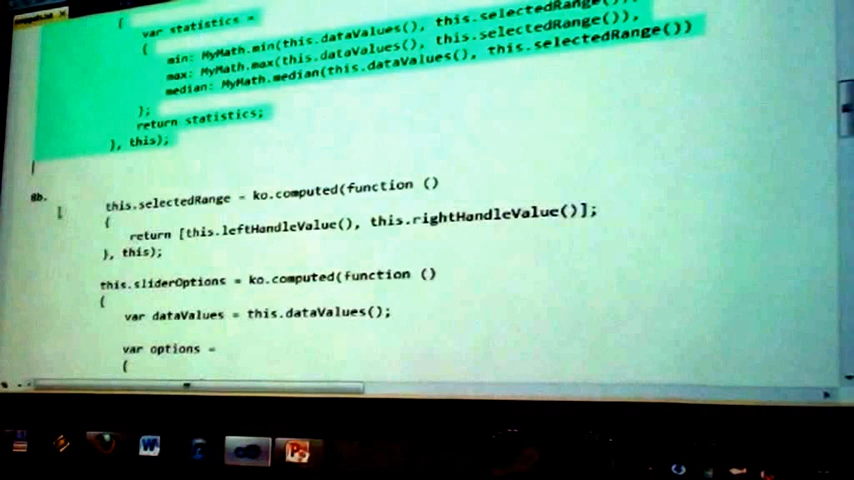 {
var statistics =
{
min: MyMath.min(this.dataValues(), this.selectedRange()),
max: MyMath.max(this.dataValues(), this.selectedRange()),
median: MyMath.median(this.dataValues(), this.selectedRange())
};
return statistics;
}, this);
8b.
this.selectedRange = ko.computed(function ()
{
return [this.leftHandleValue(), this.rightHandleValue()];
}, this);
this.sliderOptions = ko.computed(function ()
{
var dataValues = this.dataValues();
var options =
{